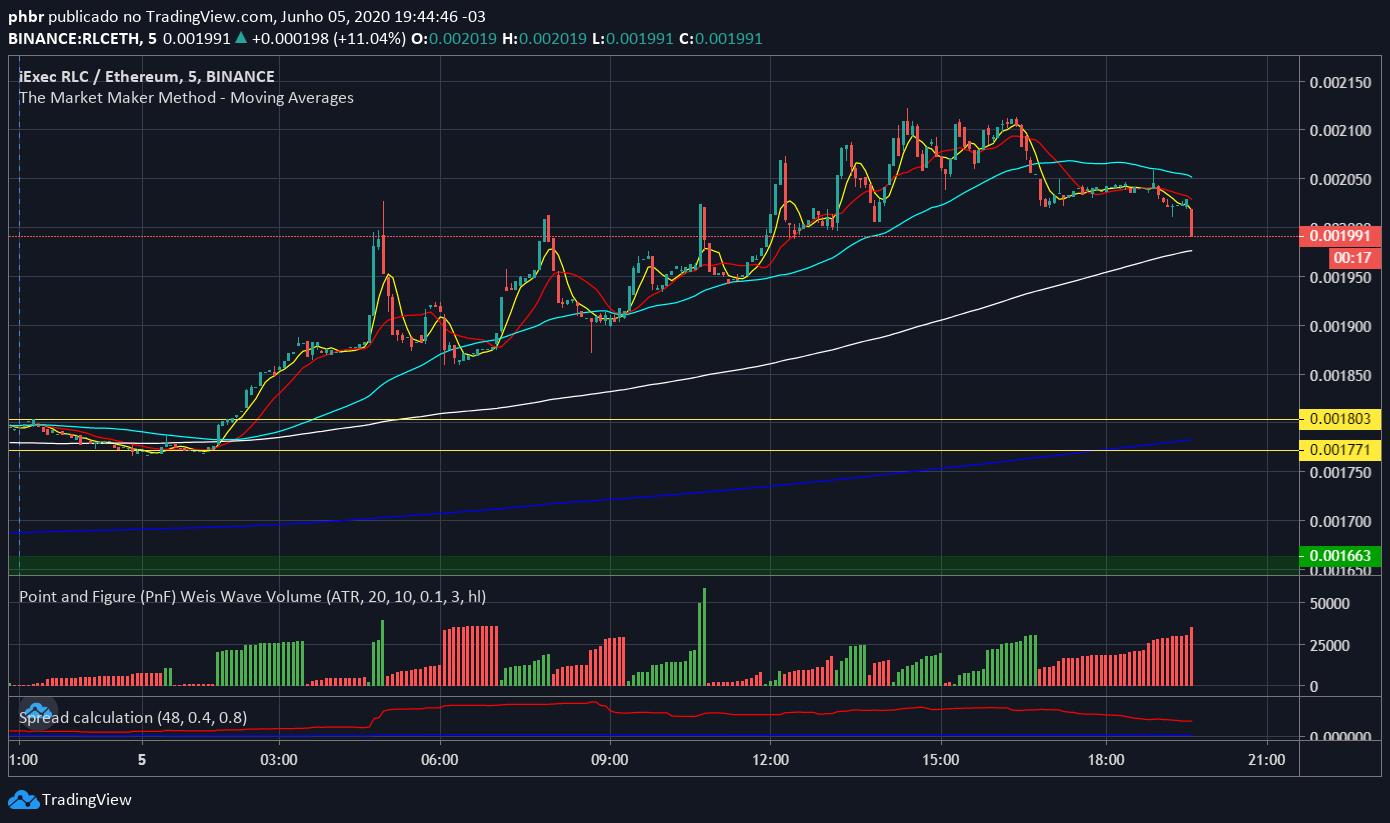 phbr publicado no TradingView.com, Junho 05, 2020 19:44:46 -03
BINANCE:RLCETH, 5 0.001991 ▲ +0.000198 (+11.04%) O:0.002019 H:0.002019 L:0.001991 C:0.001991
iExec RLC / Ethereum, 5, BINANCE
The Market Maker Method - Moving Averages
0.002150
0.002100
0.002050
0.002000
0.001991
00:17
0.001950
0.001900
0.001850
0.001803
0.001771
0.001750
0.001700
0.001663
0.001650
Point and Figure (PnF) Weis Wave Volume (ATR, 20, 10, 0.1, 3, hl)
50000
25000
0
Spread calculation (48, 0.4, 0.8)
0.000000
1:00 5 03:00 06:00 09:00 12:00 15:00 18:00 21:00
TradingView